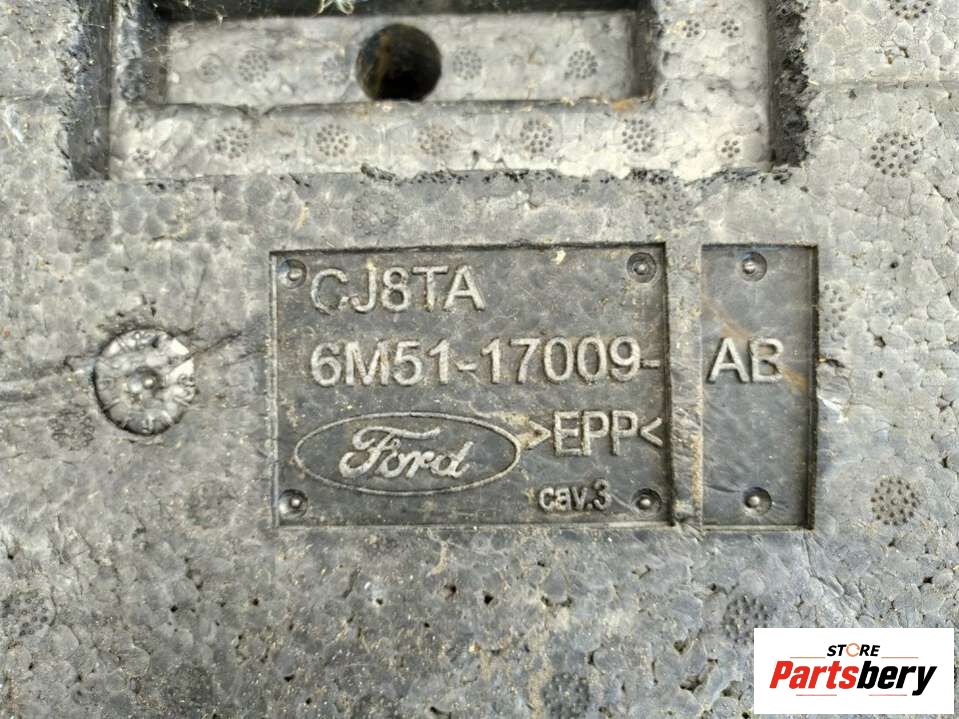 CJ8TA
6M51-17009- AB
Ford >EPP<
cav.3
STORE
Partsbery